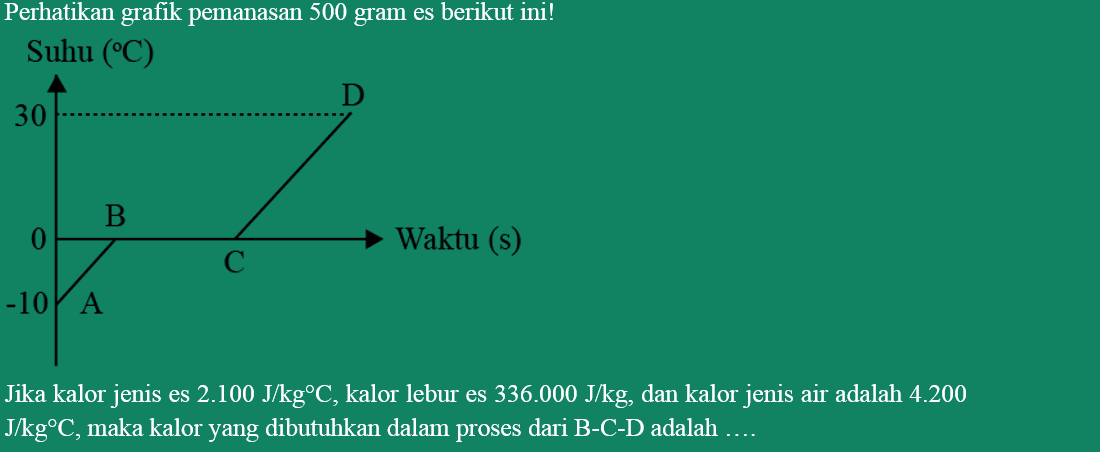 Perhatikan grafik pemanasan 500 gram es berikut ini!
Suhu (°C)
D
30
B
0
Waktu (s)
C
-10
A
Jika kalor jenis es 2.100 J/kg°C, kalor lebur es 336.000 J/kg, dan kalor jenis air adalah 4.200
J/kg°C, maka kalor yang dibutuhkan dalam proses dari B-C-D adalah ….